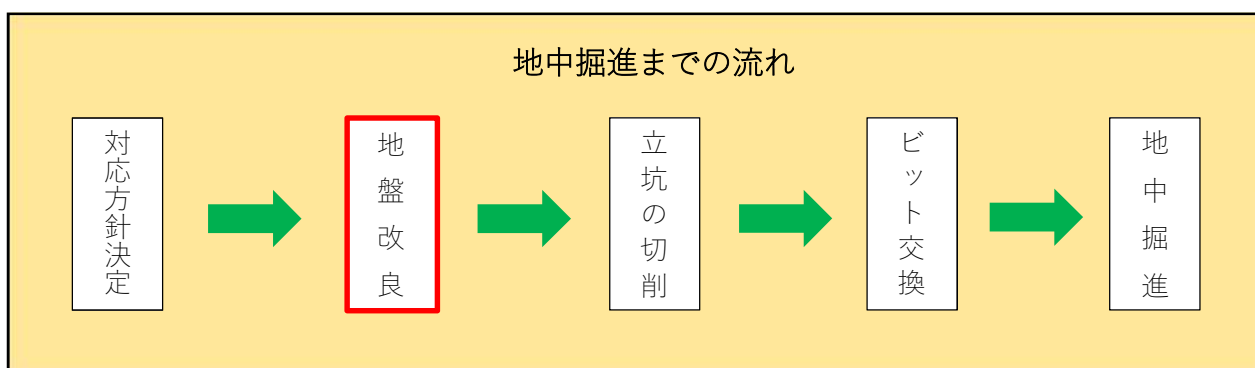 地中掘進までの流れ
対応方針決定
地盤改良
立坑の切削
ビット交換
地中掘進